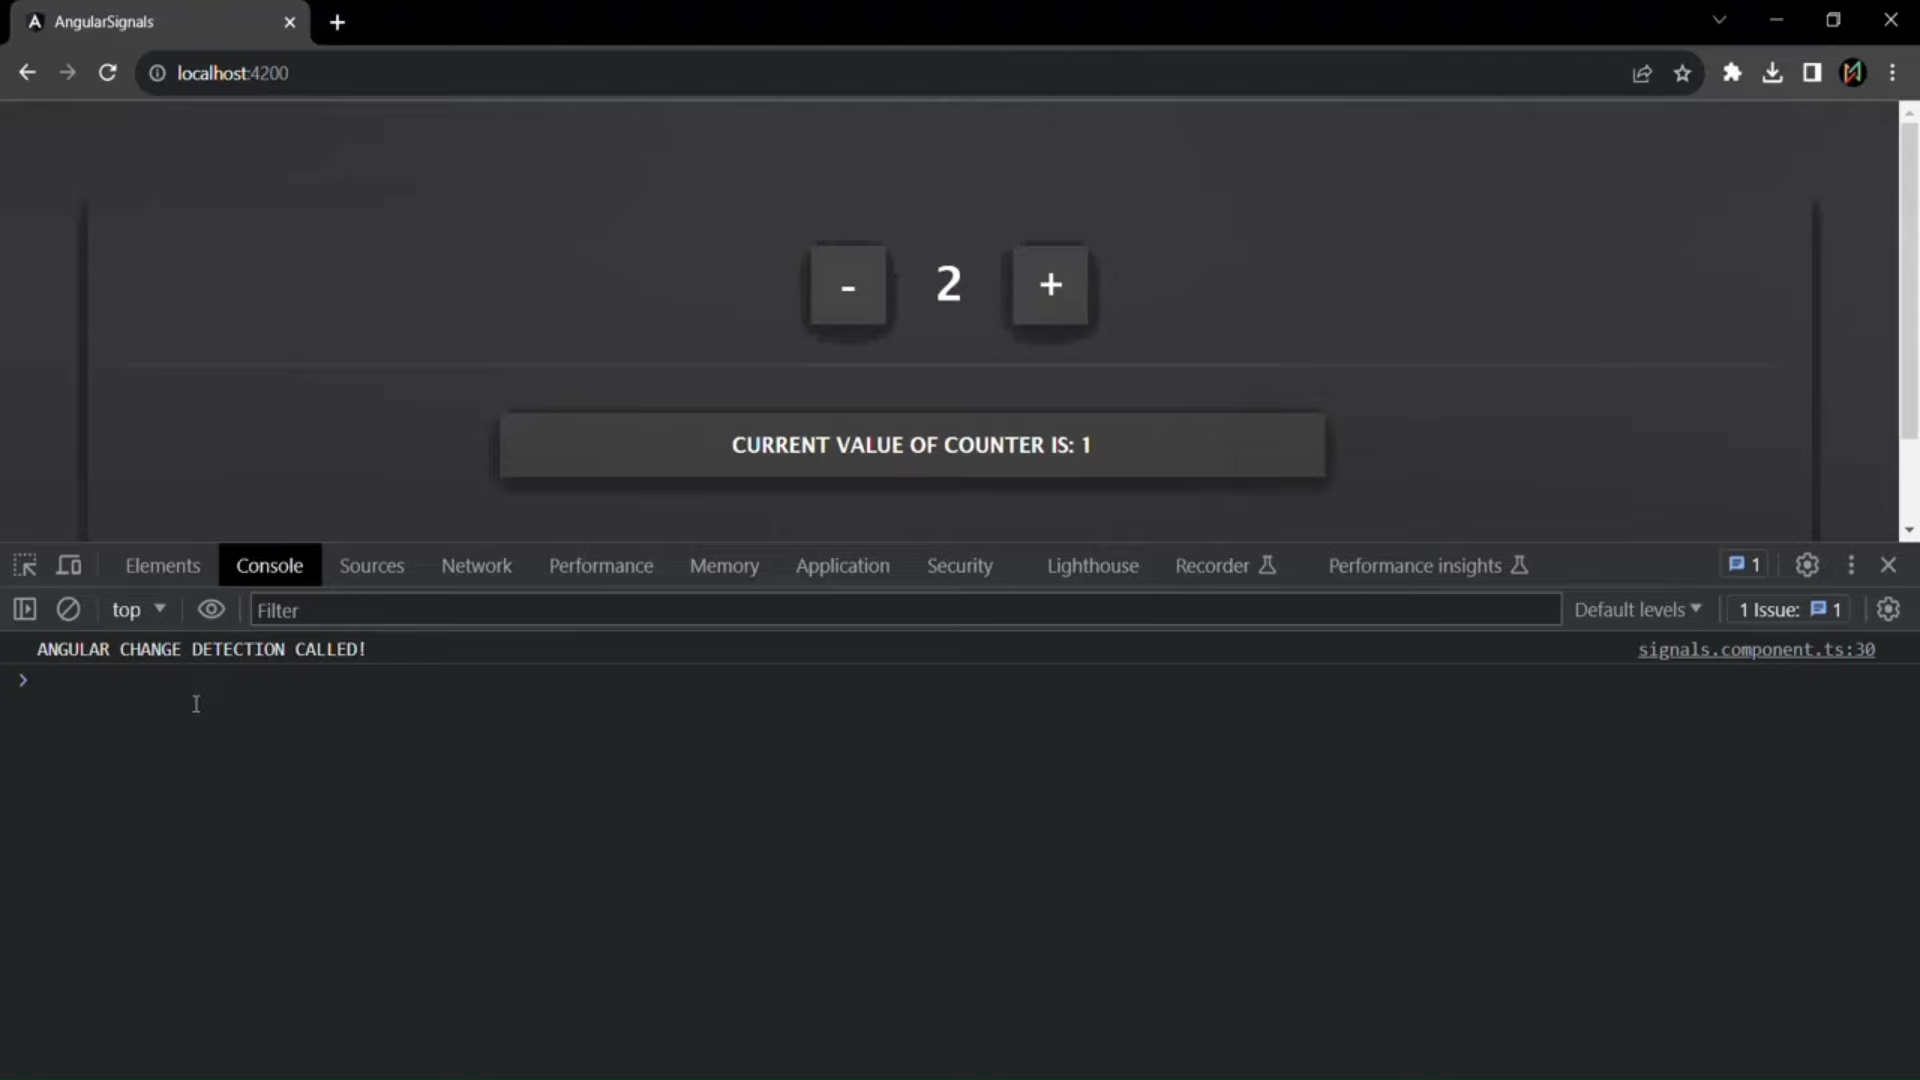 AngularSignals
localhost:4200
- 2 +
CURRENT VALUE OF COUNTER IS: 1
Elements Console Sources Network Performance Memory Application Security Lighthouse Recorder Performance insights 1
top Filter Default levels 1 Issue: 1
ANGULAR CHANGE DETECTION CALLED! signals.component.ts:30